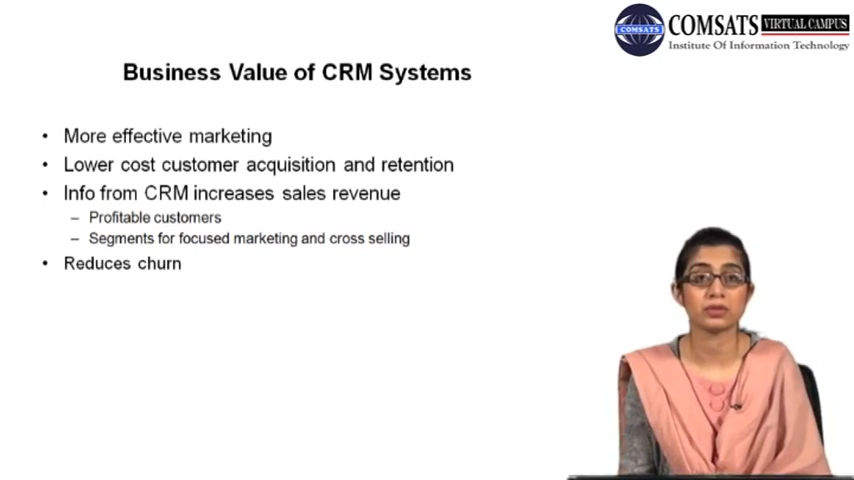 COMSATS VIRTUAL CAMPUS
COMSATS
Institute Of Information Technology
Business Value of CRM Systems
• More effective marketing
• Lower cost customer acquisition and retention
• Info from CRM increases sales revenue
– Profitable customers
– Segments for focused marketing and cross selling
• Reduces churn